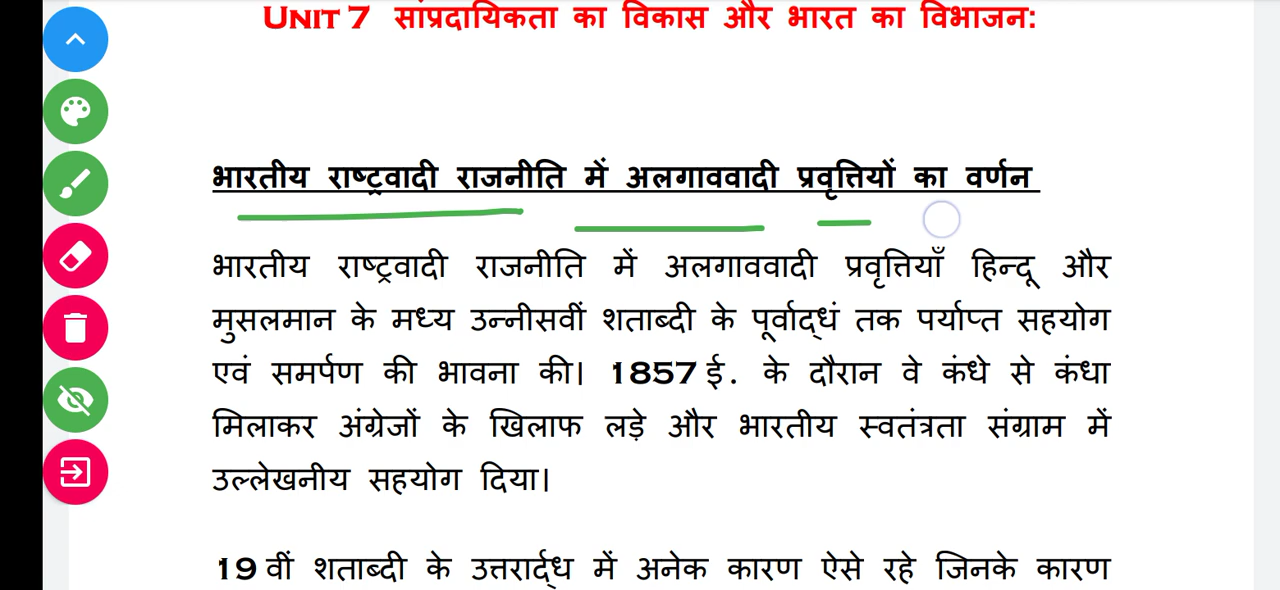 UNIT 7 सांप्रदायिकता का विकास और भारत का विभाजन:
भारतीय राष्ट्रवादी राजनीति में अलगाववादी प्रवृत्तियों का वर्णन
भारतीय राष्ट्रवादी राजनीति में अलगाववादी प्रवृत्तियाँ हिन्दू और
मुसलमान के मध्य उन्नीसवीं शताब्दी के पूर्वाद्धं तक पर्याप्त सहयोग
एवं समर्पण की भावना की। 1857 ई. के दौरान वे कंधे से कंधा
मिलाकर अंग्रेजों के खिलाफ लड़े और भारतीय स्वतंत्रता संग्राम में
उल्लेखनीय सहयोग दिया।
19 वीं शताब्दी के उत्तरार्द्ध में अनेक कारण ऐसे रहे जिनके कारण